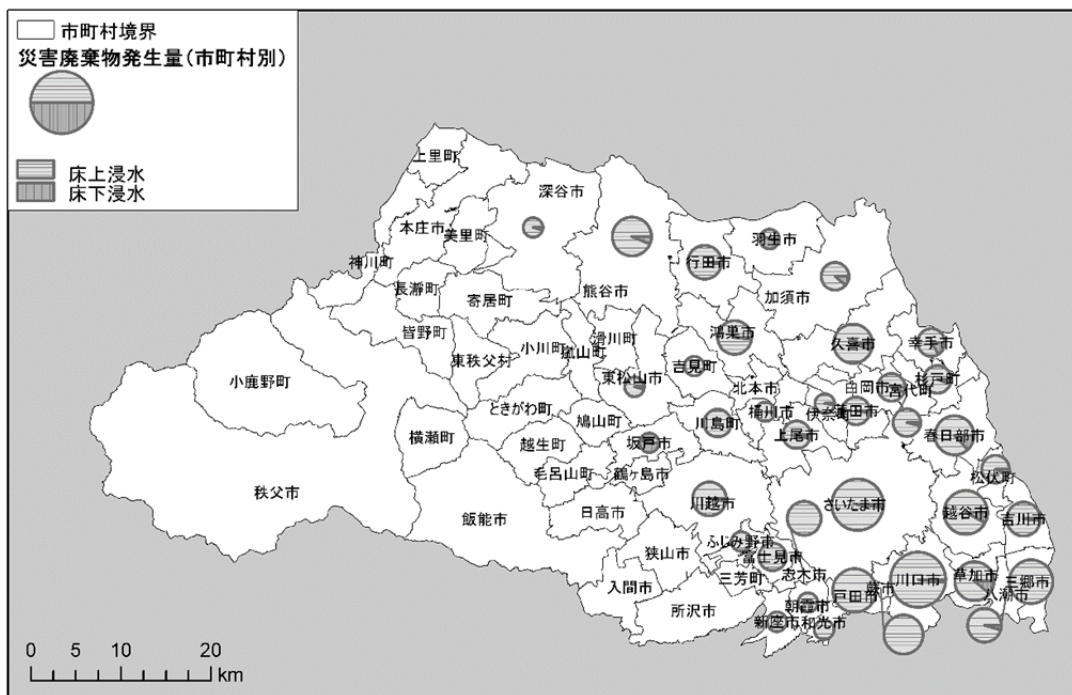 市町村境界
災害廃棄物発生量(市町村別)
床上浸水
床下浸水
上里町
深谷市
本庄市
美里町
神川町
長瀞町
寄居町
熊谷市
行田市
羽生市
加須市
皆野町
東秩父村
小川町
嵐山町
滑川町
東松山市
吉見町
鴻巣市
北本市
久喜市
幸手市
白岡市
宮代町
杉戸町
小鹿野町
横瀬町
ときがわ町
鳩山町
越生町
毛呂山町
坂戸市
鶴ヶ島市
川島町
桶川市
上尾市
伊奈町
蓮田市
春日部市
松伏町
秩父市
飯能市
日高市
川越市
さいたま市
越谷市
吉川市
狭山市
ふじみ野市
富士見市
三芳町
志木市
入間市
所沢市
朝霞市
新座市
和光市
戸田市
蕨市
川口市
草加市
八潮市
三郷市
0 5 10 20
km